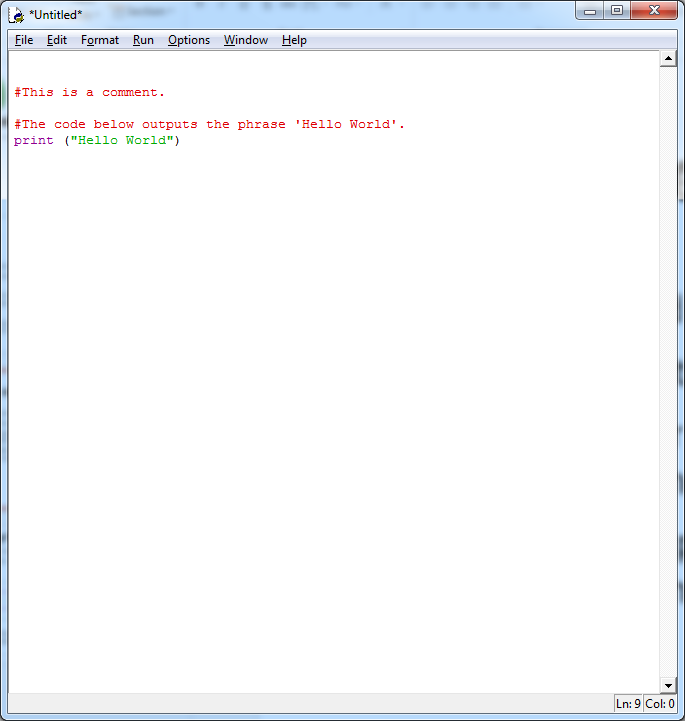 *Untitled*
File Edit Format Run Options Window Help
#This is a comment.
#The code below outputs the phrase 'Hello World'.
print ("Hello World")
Ln: 9 Col: 0